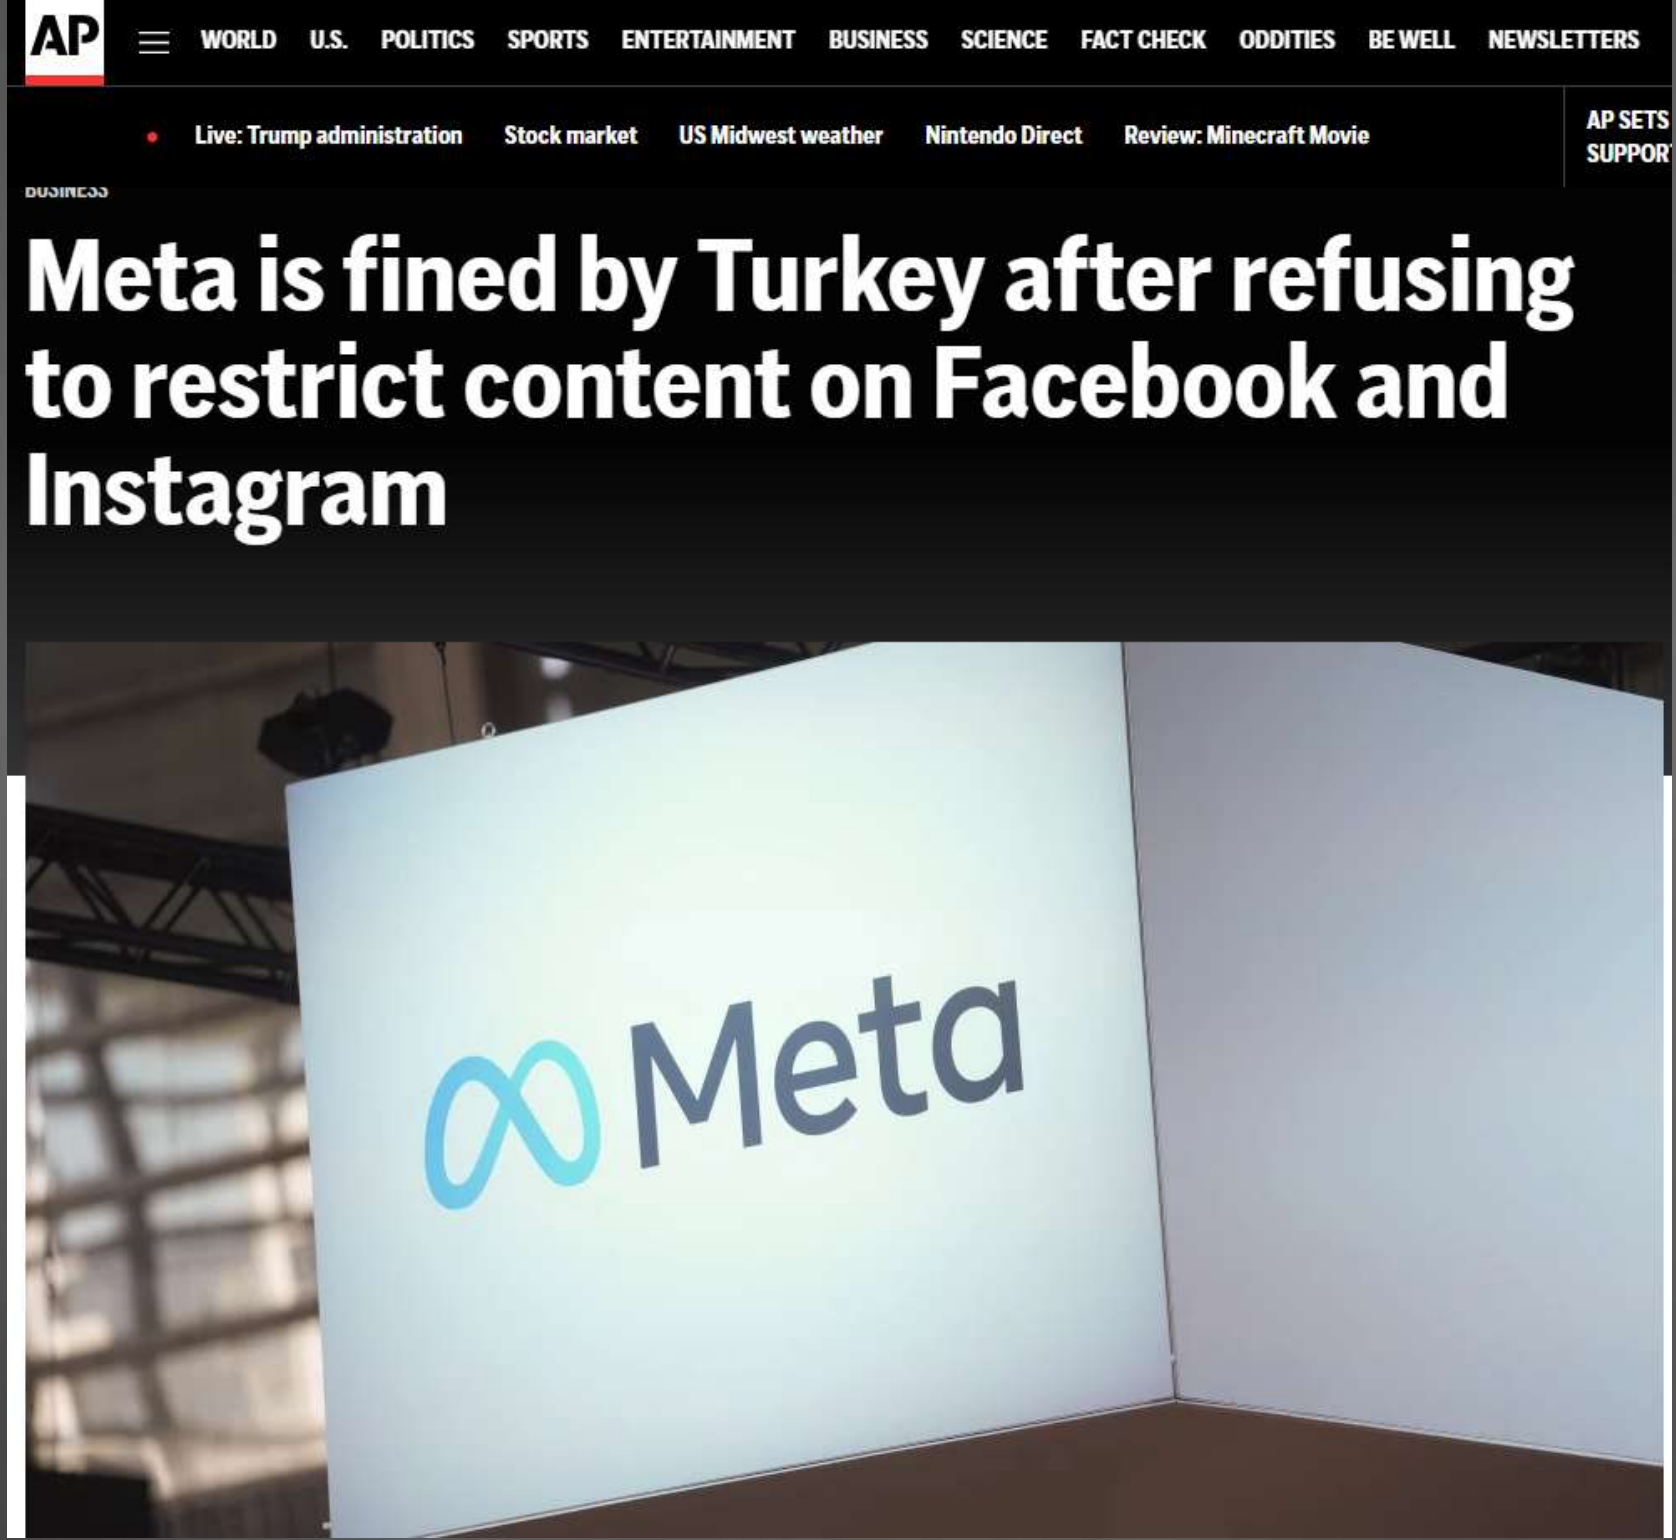 AP
WORLD U.S. POLITICS SPORTS ENTERTAINMENT BUSINESS SCIENCE FACT CHECK ODDITIES BE WELL NEWSLETTERS
Live: Trump administration Stock market US Midwest weather Nintendo Direct Review: Minecraft Movie
AP SETS
SUPPOR
BUSINESS
Meta is fined by Turkey after refusing
to restrict content on Facebook and
Instagram
Meta